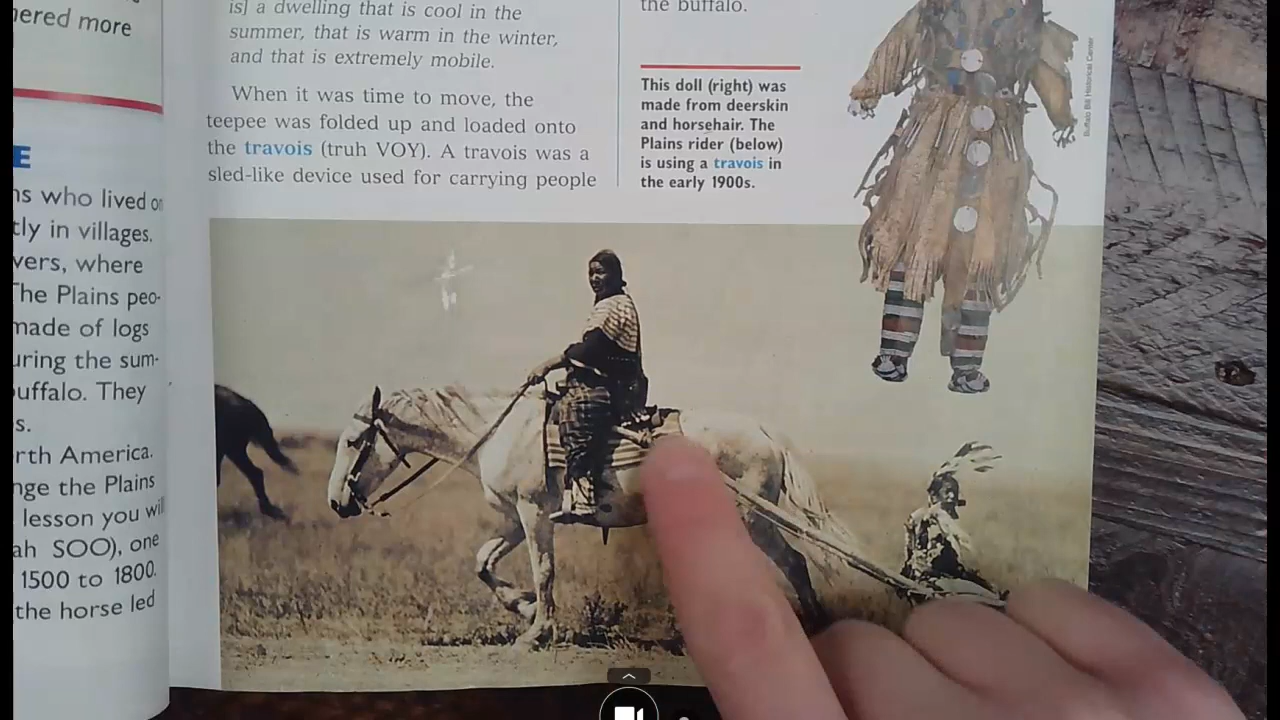 hered more
E
ns who lived on
tly in villages.
vers, where
The Plains peo-
made of logs
uring the sum-
buffalo. They
s.
rth America.
nge the Plains
lesson you will
ah SOO), one
1500 to 1800.
the horse led
is] a dwelling that is cool in the
summer, that is warm in the winter,
and that is extremely mobile.
When it was time to move, the
teepee was folded up and loaded onto
the travois (truh VOY). A travois was a
sled-like device used for carrying people
the buffalo.
This doll (right) was
made from deerskin
and horsehair. The
Plains rider (below)
is using a travois in
the early 1900s.
Buffalo Bill Historical Center